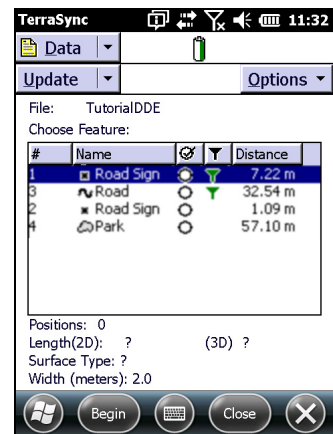 TerraSync 11:32
Data
Update Options
File: TutorialDDE
Choose Feature:
# Name Distance
1 Road Sign 7.22 m
3 Road 32.54 m
2 Road Sign 1.09 m
4 Park 57.10 m
Positions: 0
Length(2D): ? (3D) ?
Surface Type: ?
Width (meters): 2.0
Begin Close